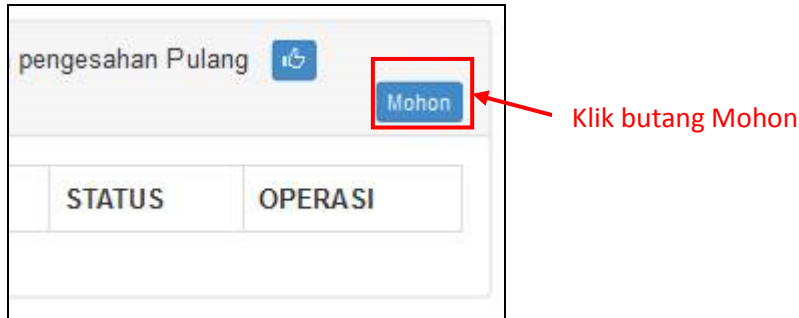 pengesahan Pulang
Mohon
Klik butang Mohon
STATUS OPERASI